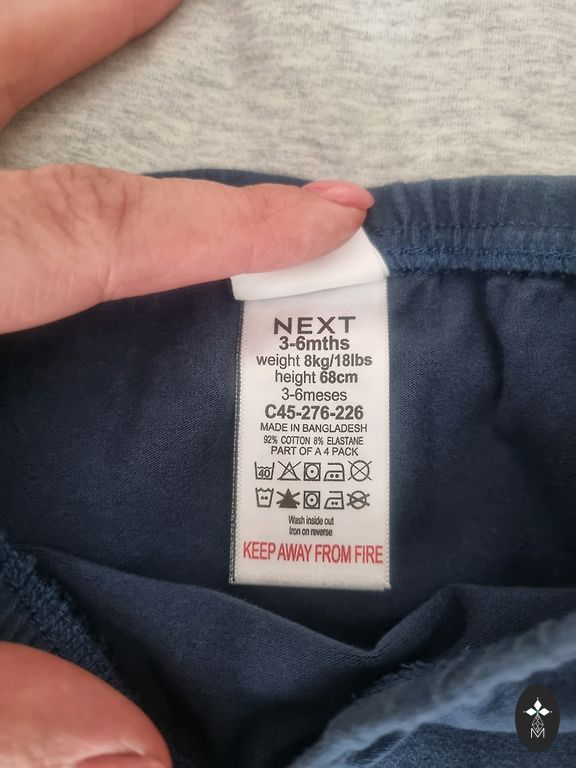 NEXT
3-6mths
weight 8kg/18lbs
height 68cm
3-6meses
C45-276-226
MADE IN BANGLADESH
92% COTTON 8% ELASTANE
PART OF A 4 PACK
40
Wash inside out
Iron on reverse
KEEP AWAY FROM FIRE
M